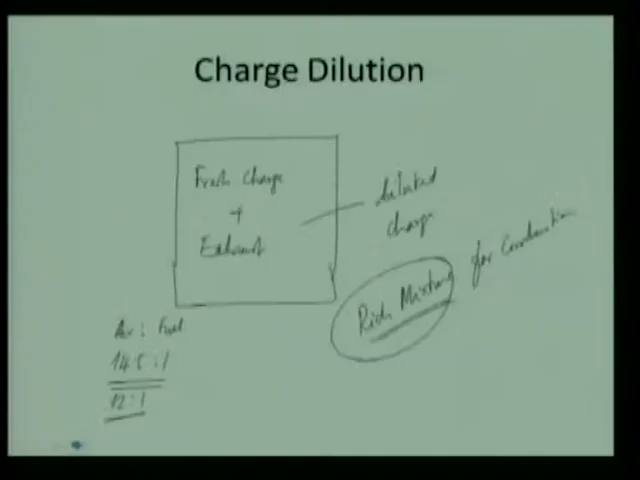 Charge Dilution
Fresh Charge
+
Exhaust
diluted
charge
Rich Mixture for Combustion
Air : Fuel
14.5 : 1
12 : 1